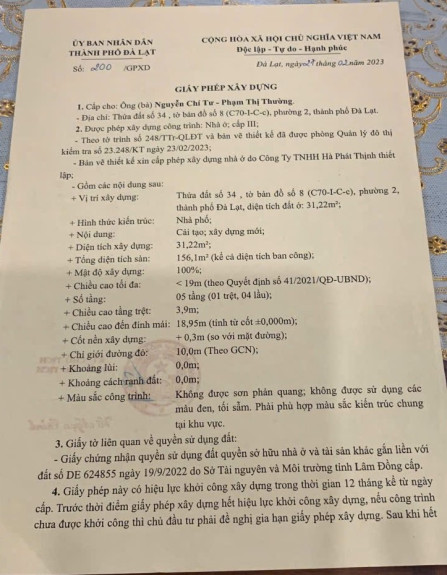 ỦY BAN NHÂN DÂN
THÀNH PHỐ ĐÀ LẠT
Số: 200 /GPXD
CỘNG HÒA XÃ HỘI CHỦ NGHĨA VIỆT NAM
Độc lập - Tự do - Hạnh phúc
Đà Lạt, ngày tháng 02 năm 2023
GIẤY PHÉP XÂY DỰNG
1. Cấp cho: Ông (bà) Nguyễn Chí Tư - Phạm Thị Thường.
- Địa chỉ: Thửa đất số 34 , tờ bản đồ số 8 (C70-I-C-c), phường 2, thành phố Đà Lạt.
2. Được phép xây dựng công trình: Nhà ở; cấp III;
- Theo tờ trình số 248/TTr-QLĐT và bản vẽ thiết kế đã được phòng Quản lý đô thị
kiểm tra số 23.248/KT ngày 23/02/2023;
- Bản vẽ thiết kế xin cấp phép xây dựng nhà ở do Công Ty TNHH Hà Phát Thịnh thiết
lập;
- Gồm các nội dung sau:
+ Vị trí xây dựng: Thửa đất số 34 , tờ bản đồ số 8 (C70-I-C-c), phường 2,
thành phố Đà Lạt, diện tích đất ở: 31,22m²;
+ Hình thức kiến trúc: Nhà phố;
+ Nội dung: Cải tạo; xây dựng mới;
+ Diện tích xây dựng: 31,22m²;
+ Tổng diện tích sàn: 156,1m² (kể cả diện tích ban công);
+ Mật độ xây dựng: 100%;
+ Chiều cao tối đa: < 19m (theo Quyết định số 41/2021/QĐ-UBND);
+ Số tầng: 05 tầng (01 trệt, 04 lầu);
+ Chiều cao tầng trệt: 3,9m;
+ Chiều cao đến đỉnh mái: 18,95m (tính từ cốt ±0,000m);
+ Cốt nền xây dựng: + 0,3m (so với mặt đường);
+ Chỉ giới đường đỏ: 10,0m (Theo GCN);
+ Khoảng lùi: 0,0m;
+ Khoảng cách ranh đất: 0,0m;
+ Màu sắc công trình: Không được sơn phản quang; không được sử dụng các
mầu đen, tối sẫm. Phải phù hợp màu sắc kiến trúc chung
tại khu vực.
3. Giấy tờ liên quan về quyền sử dụng đất:
- Giấy chứng nhận quyền sử dụng đất quyền sở hữu nhà ở và tài sản khác gắn liền với
đất số DE 624855 ngày 19/9/2022 do Sở Tài nguyên và Môi trường tỉnh Lâm Đồng cấp.
4. Giấy phép này có hiệu lực khởi công xây dựng trong thời gian 12 tháng kể từ ngày
cấp. Trước thời điểm giấy phép xây dựng hết hiệu lực khởi công xây dựng, nếu công trình
chưa được khởi công thì chủ đầu tư phải đề nghị gia hạn giấy phép xây dựng. Sau khi hết